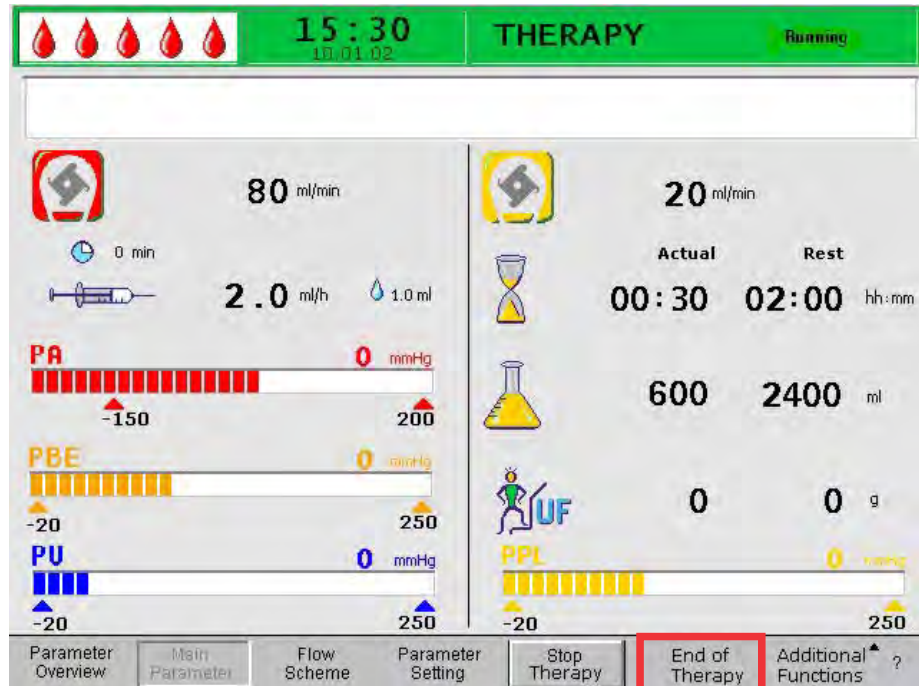 15:30
10.01.02
THERAPY
Running
80 ml/min
0 min
2.0 ml/h 1.0 ml
PA 0 mmHg
-150 200
PBE 0 mmHg
-20 250
PV 0 mmHg
-20 250
20 ml/min
Actual Rest
00:30 02:00 hh:mm
600 2400 ml
UF 0 0 g
PPL 0 mmHg
-20 250
Parameter Overview
Main Parameter
Flow Scheme
Parameter Setting
Stop Therapy
End of Therapy
Additional Functions
?